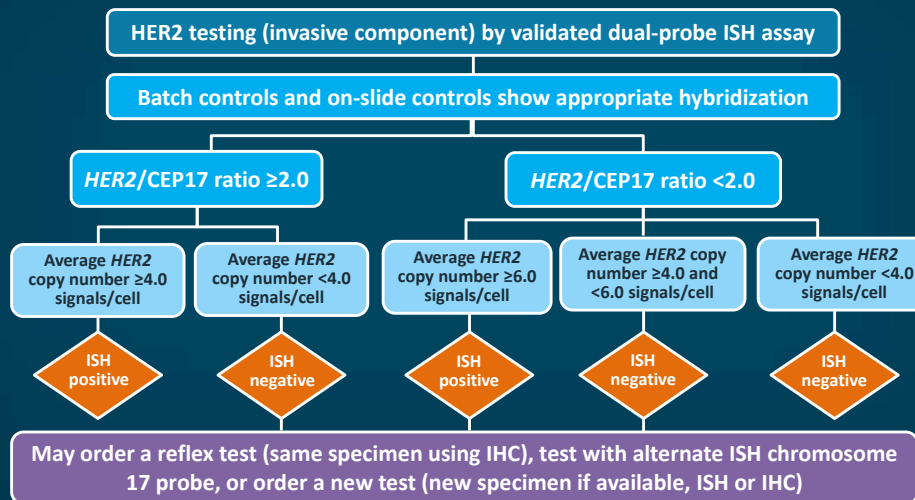 HER2 testing (invasive component) by validated dual-probe ISH assay
Batch controls and on-slide controls show appropriate hybridization
HER2/CEP17 ratio ≥2.0
HER2/CEP17 ratio <2.0
Average HER2
copy number ≥4.0
signals/cell
Average HER2
copy number <4.0
signals/cell
Average HER2
copy number ≥6.0
signals/cell
Average HER2 copy
number ≥4.0 and
<6.0 signals/cell
Average HER2
copy number <4.0
signals/cell
ISH
positive
ISH
negative
ISH
positive
ISH
negative
ISH
negative
May order a reflex test (same specimen using IHC), test with alternate ISH chromosome
17 probe, or order a new test (new specimen if available, ISH or IHC)